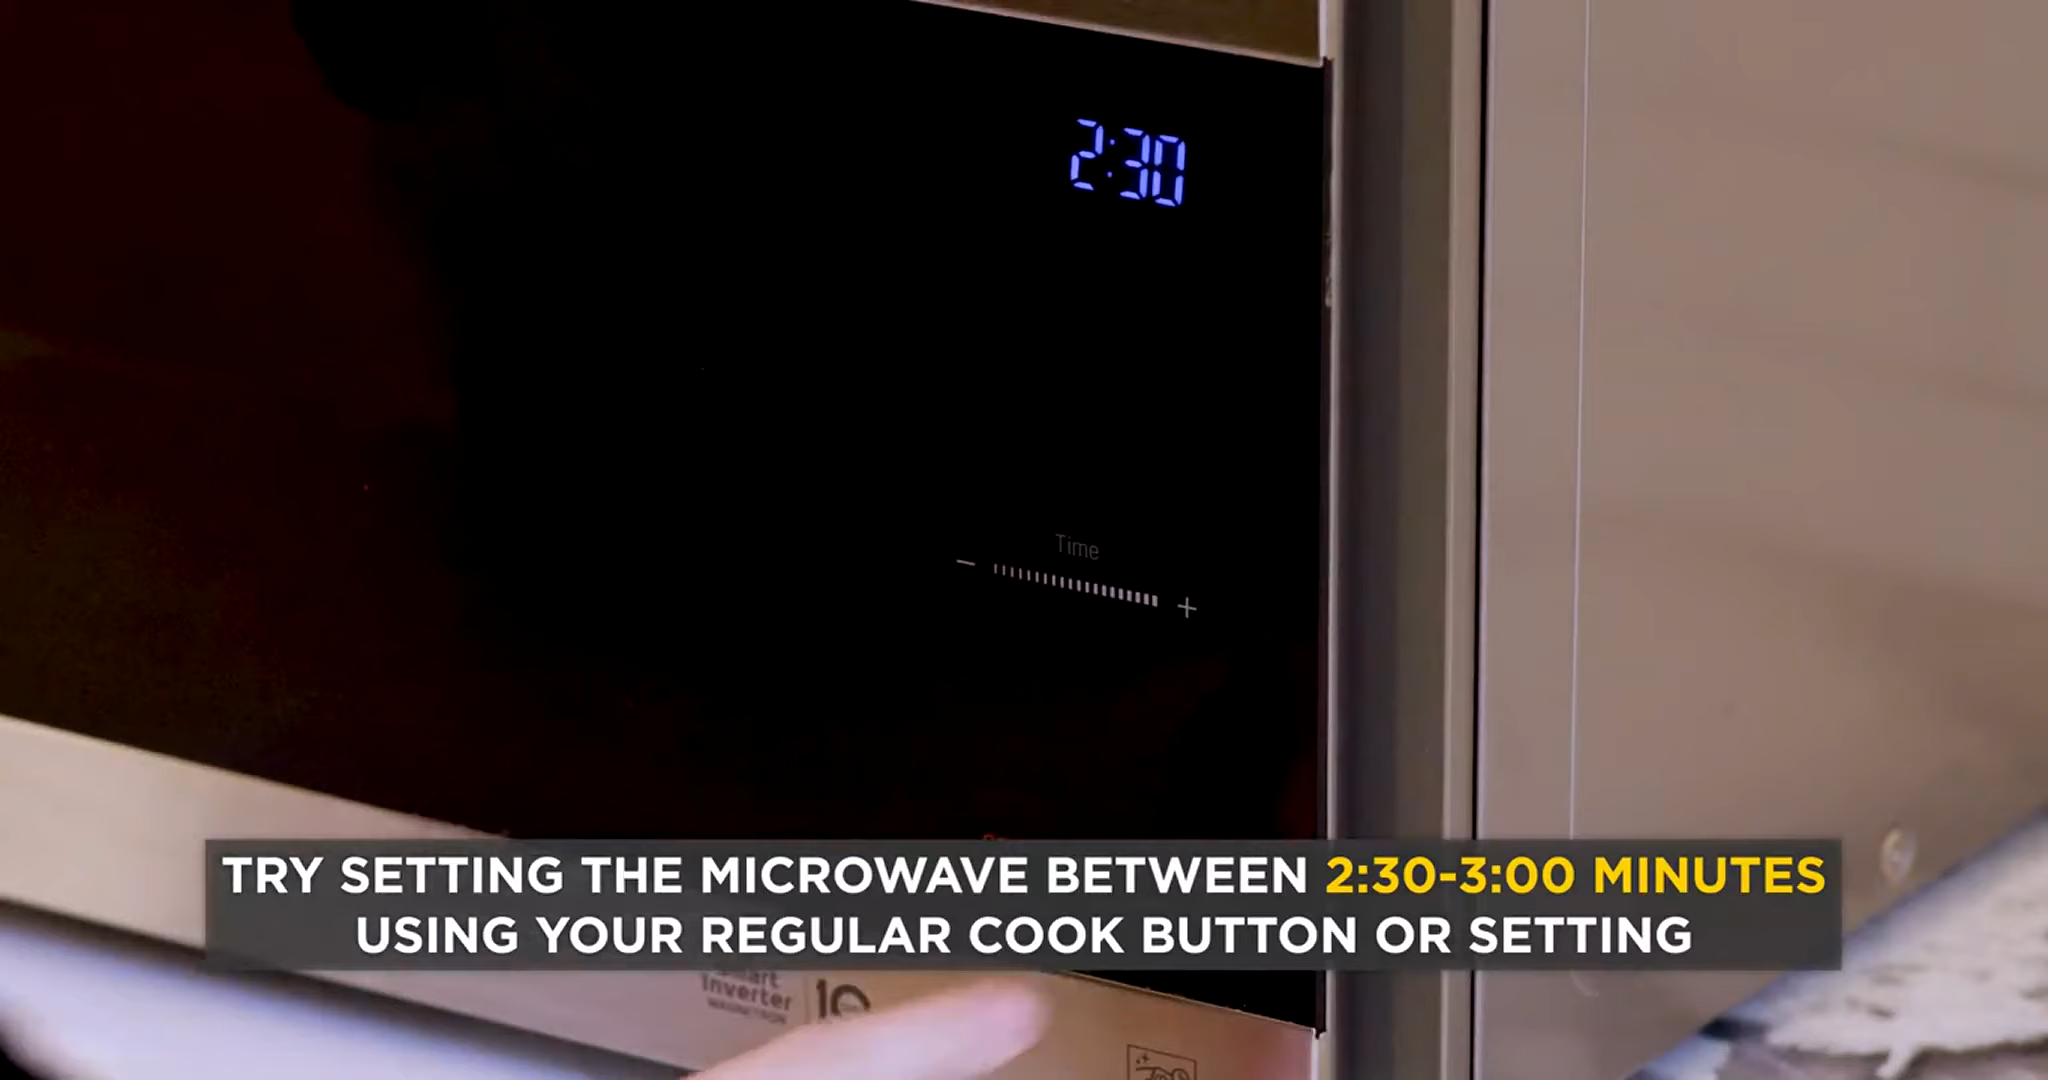 2:30
Time
− +
TRY SETTING THE MICROWAVE BETWEEN 2:30-3:00 MINUTES
USING YOUR REGULAR COOK BUTTON OR SETTING
Inverter
10